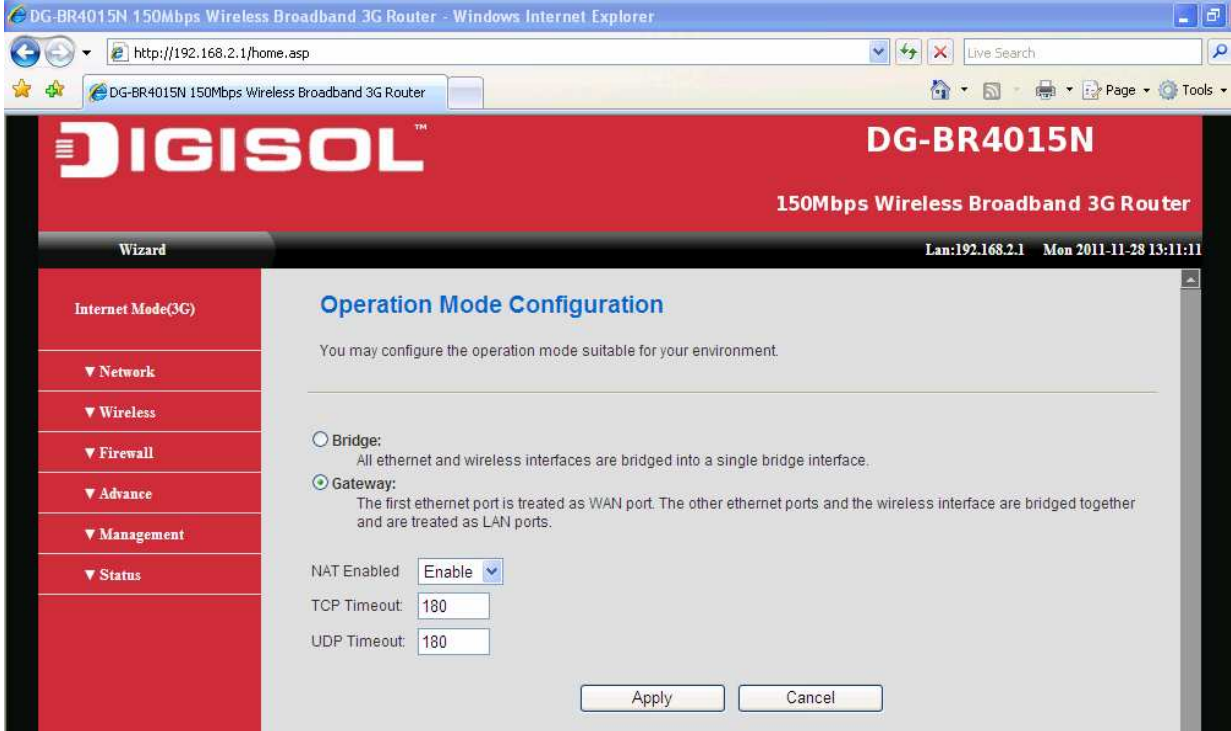 DG-BR4015N 150Mbps Wireless Broadband 3G Router - Windows Internet Explorer
http://192.168.2.1/home.asp
Live Search
DG-BR4015N 150Mbps Wireless Broadband 3G Router
Page
Tools
DIGISOL™
DG-BR4015N
150Mbps Wireless Broadband 3G Router
Wizard
Lan:192.168.2.1 Mon 2011-11-28 13:11:11
Internet Mode(3G)
▼ Network
▼ Wireless
▼ Firewall
▼ Advance
▼ Management
▼ Status
Operation Mode Configuration
You may configure the operation mode suitable for your environment.
Bridge:
All ethernet and wireless interfaces are bridged into a single bridge interface.
Gateway:
The first ethernet port is treated as WAN port. The other ethernet ports and the wireless interface are bridged together
and are treated as LAN ports.
NAT Enabled Enable
TCP Timeout: 180
UDP Timeout: 180
Apply Cancel